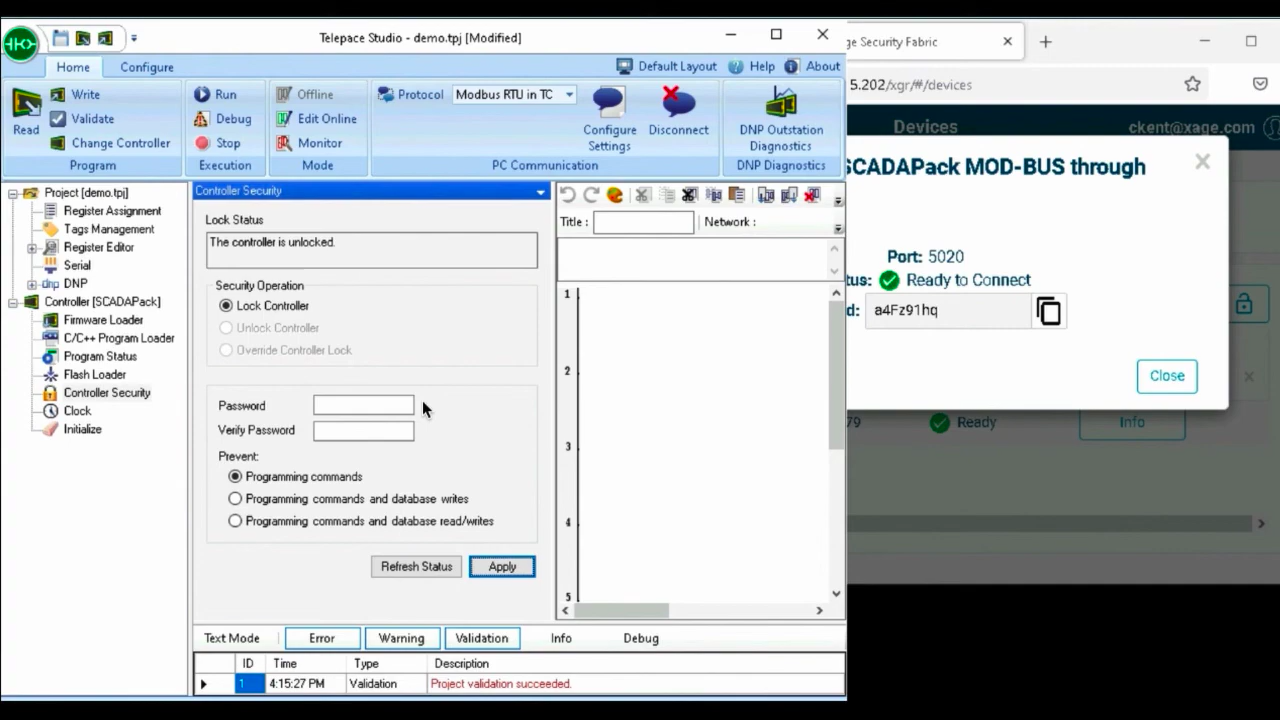 Telepace Studio - demo.tpj [Modified]
Home
Configure
Default Layout
Help
About
Read
Write
Validate
Change Controller
Program
Run
Debug
Stop
Execution
Offline
Edit Online
Monitor
Mode
Protocol
Modbus RTU in TC
Configure
Settings
Disconnect
PC Communication
DNP Outstation
Diagnostics
DNP Diagnostics
Project [demo.tpj]
Register Assignment
Tags Management
Register Editor
Serial
dnp DNP
Controller [SCADAPack]
Firmware Loader
C/C++ Program Loader
Program Status
Flash Loader
Controller Security
Clock
Initialize
Controller Security
Lock Status
The controller is unlocked.
Security Operation
Lock Controller
Unlock Controller
Override Controller Lock
Password
Verify Password
Prevent:
Programming commands
Programming commands and database writes
Programming commands and database read/writes
Refresh Status
Apply
Title :
Network :
1
2
3
4
5
Text Mode
Error
Warning
Validation
Info
Debug
ID
Time
Type
Description
1
4:15:27 PM
Validation
Project validation succeeded.
ge Security Fabric
5.202/xgr/#/devices
Devices
ckent@xage.com
SCADAPack MOD-BUS through
Port: 5020
tus:
Ready to Connect
d:
a4Fz91hq
Close
79
Ready
Info